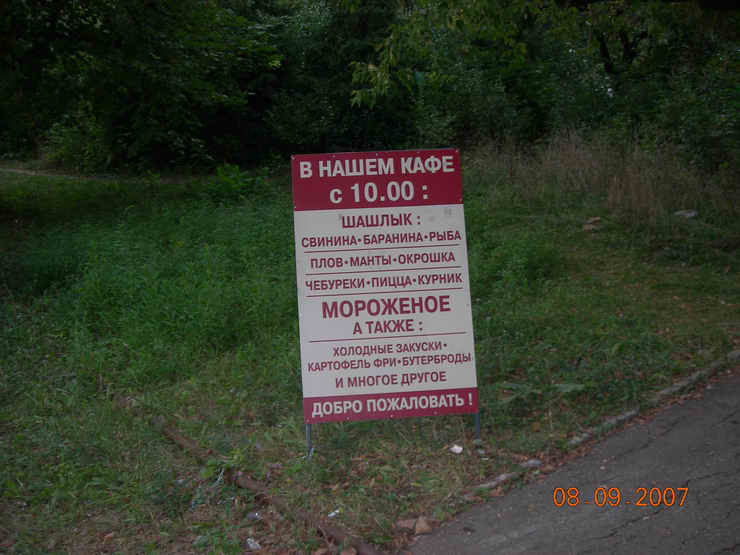 В НАШЕМ КАФЕ
с 10.00 :
ШАШЛЫК :
СВИНИНА•БАРАНИНА•РЫБА
ПЛОВ•МАНТЫ•ОКРОШКА
ЧЕБУРЕКИ•ПИЦЦА•КУРНИК
МОРОЖЕНОЕ
А ТАКЖЕ :
ХОЛОДНЫЕ ЗАКУСКИ•
КАРТОФЕЛЬ ФРИ•БУТЕРБРОДЫ
И МНОГОЕ ДРУГОЕ
ДОБРО ПОЖАЛОВАТЬ !
08 09 2007